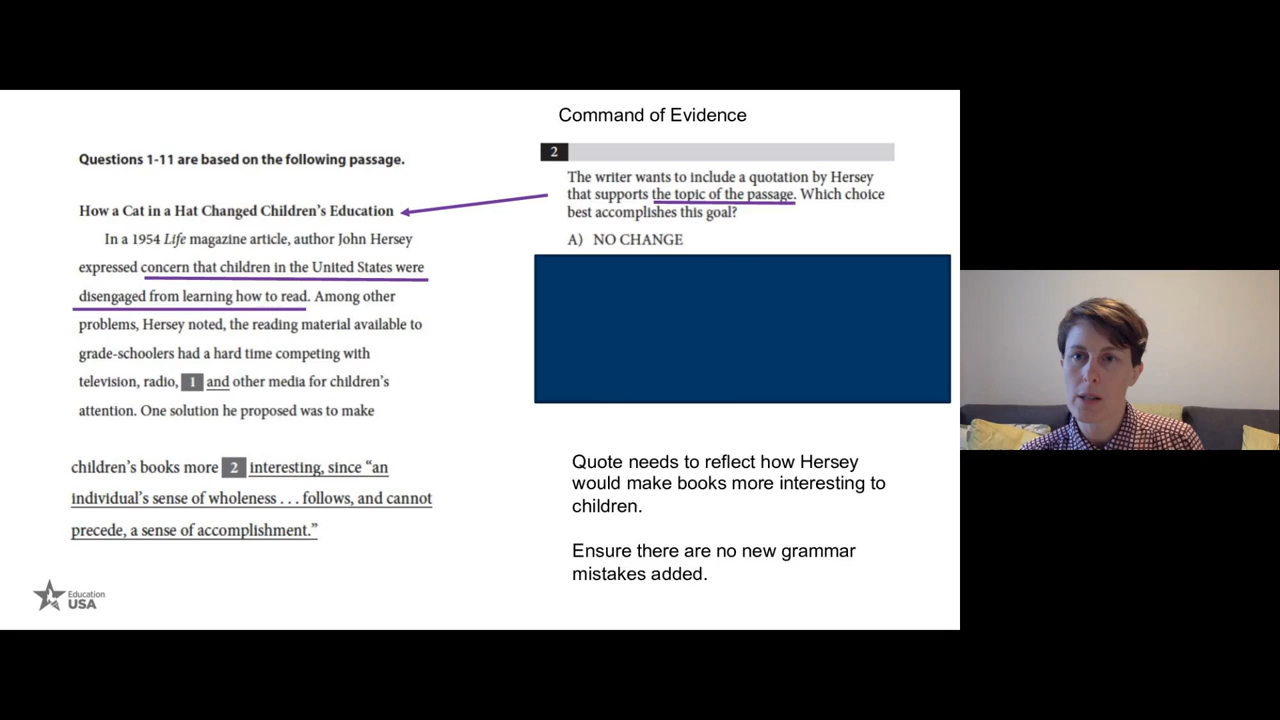 Command of Evidence
Questions 1-11 are based on the following passage.
How a Cat in a Hat Changed Children's Education
In a 1954 Life magazine article, author John Hersey
expressed concern that children in the United States were
disengaged from learning how to read. Among other
problems, Hersey noted, the reading material available to
grade-schoolers had a hard time competing with
television, radio, 1 and other media for children's
attention. One solution he proposed was to make
children's books more 2 interesting, since "an
individual's sense of wholeness . . . follows, and cannot
precede, a sense of accomplishment."
2
The writer wants to include a quotation by Hersey
that supports the topic of the passage. Which choice
best accomplishes this goal?
A) NO CHANGE
Quote needs to reflect how Hersey
would make books more interesting to
children.
Ensure there are no new grammar
mistakes added.
Education
USA